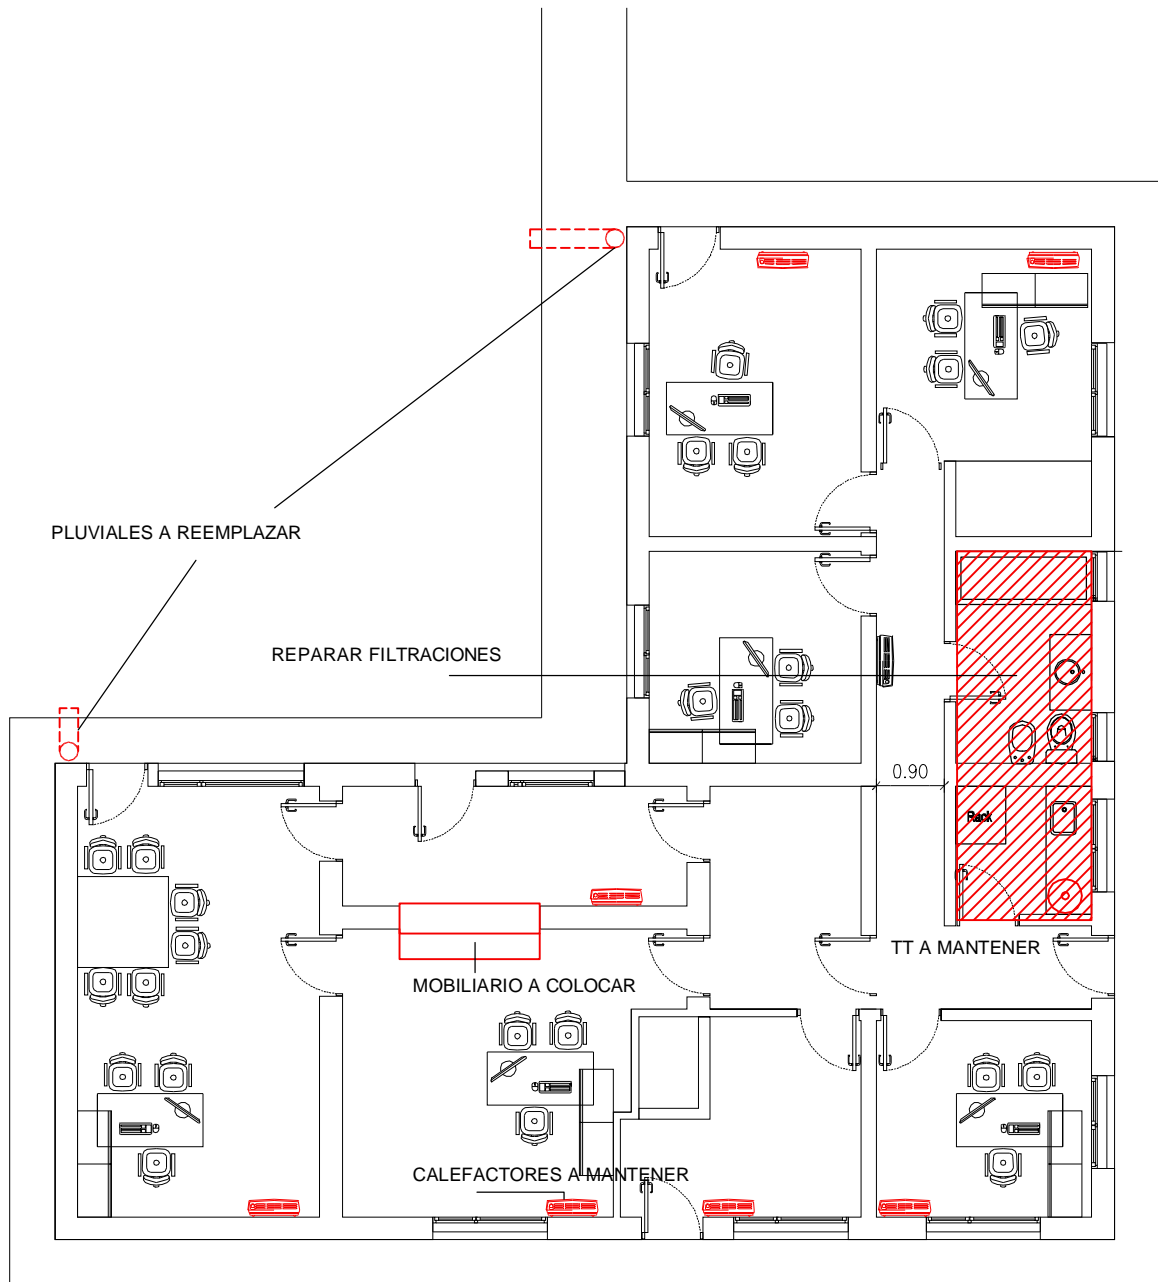 PLUVIALES A REEMPLAZAR
REPARAR FILTRACIONES
0.90
Rack
TT A MANTENER
MOBILIARIO A COLOCAR
CALEFACTORES A MANTENER